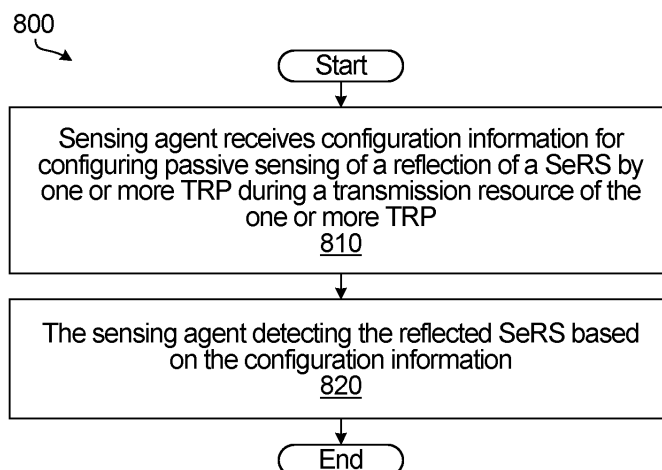 800
Start
Sensing agent receives configuration information for
configuring passive sensing of a reflection of a SeRS by
one or more TRP during a transmission resource of the
one or more TRP
810
The sensing agent detecting the reflected SeRS based
on the configuration information
820
End